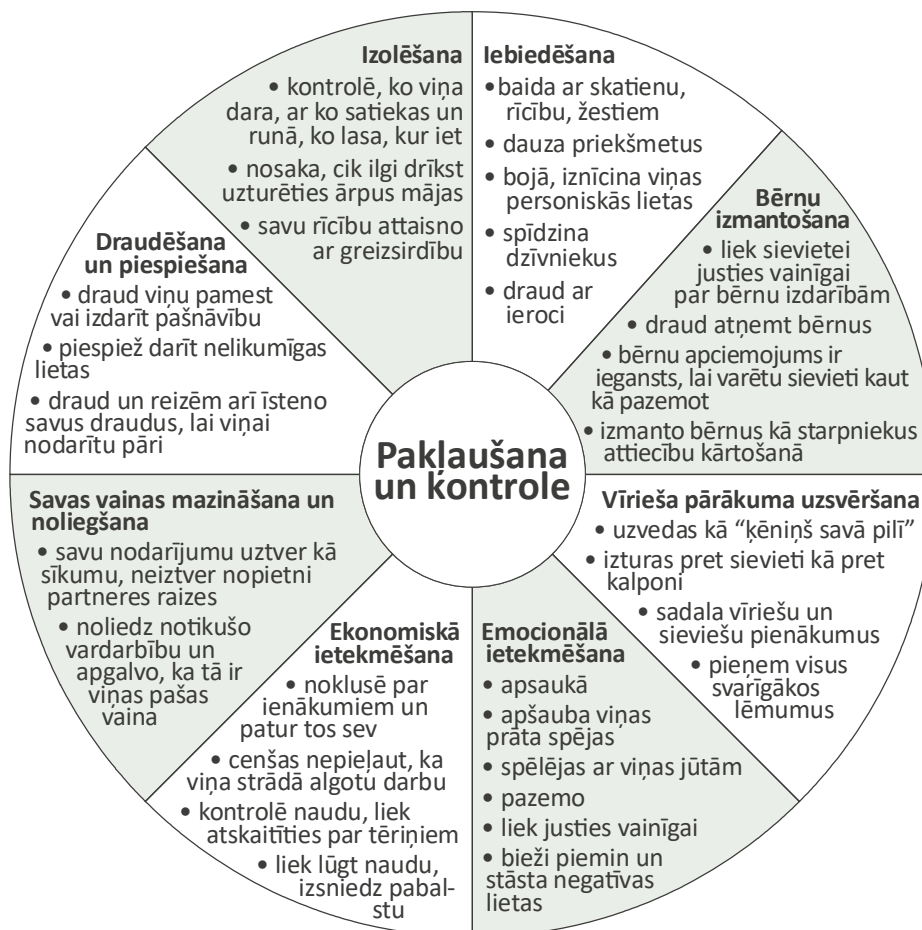 Izolēšana
• kontrolē, ko viņa
dara, ar ko satiekas un
runā, ko lasa, kur iet
• nosaka, cik ilgi drīkst
uzturēties ārpus mājas
• savu rīcību attaisno
ar greizsirdību
Iebiedēšana
•baida ar skatienu,
rīcību, žestiem
• dauza priekšmetus
• bojā, iznīcina viņas
personiskās lietas
• spīdzina
dzīvniekus
• draud ar
ieroci
Bērnu
izmantošana
• liek sievietei
justies vainīgai
par bērnu izdarībām
• draud atņemt bērnus
• bērnu apciemojums ir
iegansts, lai varētu sievieti kaut
kā pazemot
• izmanto bērnus kā starpniekus
attiecību kārtošanā
Vīrieša pārākuma uzsvēršana
• uzvedas kā “ķēniņš savā pilī”
• izturas pret sievieti kā pret
kalponi
• sadala vīriešu un
sieviešu pienākumus
• pieņem visus
svarīgākos
lēmumus
Emocionālā
ietekmēšana
• apsaukā
• apšauba viņas
prāta spējas
• spēlējas ar viņas jūtām
• pazemo
• liek justies vainīgai
• bieži piemin un
stāsta negatīvas
lietas
Ekonomiskā
ietekmēšana
• noklusē par
ienākumiem un
patur tos sev
• cenšas nepieļaut, ka
viņa strādā algotu darbu
• kontrolē naudu, liek
atskaitīties par tēriņiem
• liek lūgt naudu,
izsniedz pabal-
stu
Savas vainas mazināšana un
noliegšana
• savu nodarījumu uztver kā
sīkumu, neiztver nopietni
partneres raizes
• noliedz notikušo
vardarbību un
apgalvo, ka tā ir
viņas pašas
vaina
Draudēšana
un piespiešana
• draud viņu pamest
vai izdarīt pašnāvību
• piespiež darīt nelikumīgas
lietas
• draud un reizēm arī īsteno
savus draudus, lai viņai
nodarītu pāri
Pakļaušana
un kontrole